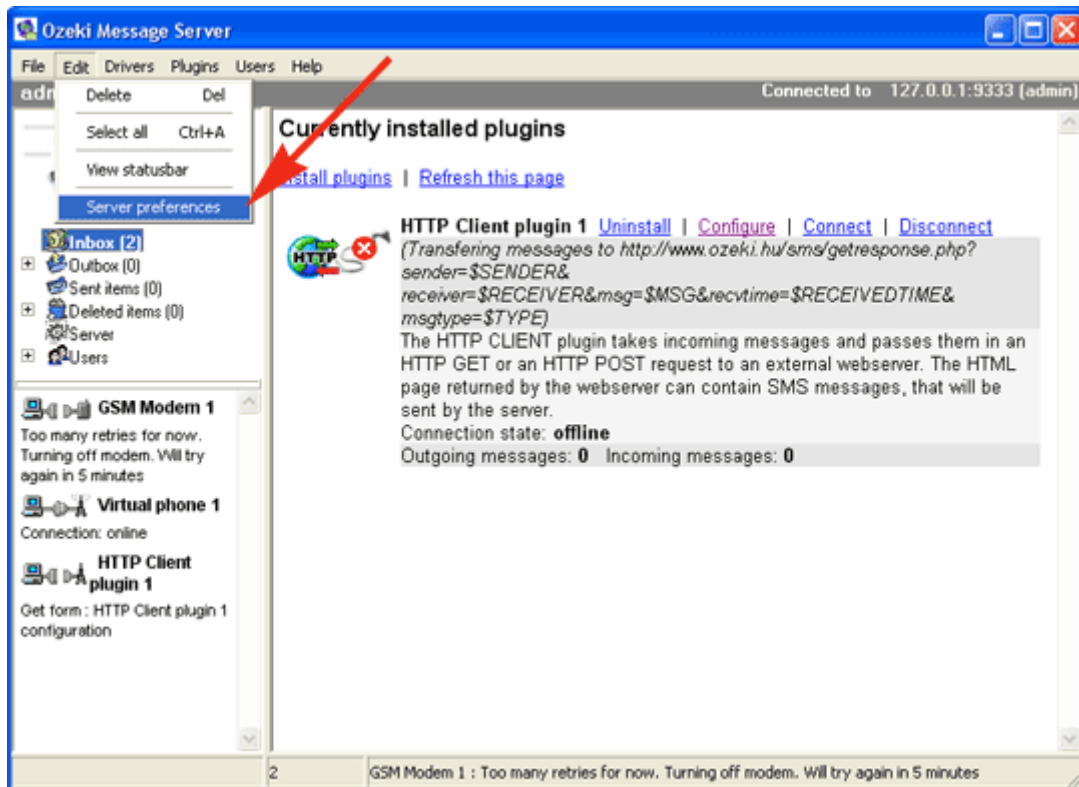 Ozeki Message Server
File Edit Drivers Plugins Users Help
Connected to 127.0.0.1:9333 (admin)
Delete Del
Select all Ctrl+A
View statusbar
Server preferences
Inbox (2)
Outbox (0)
Sent items (0)
Deleted items (0)
Server
Users
GSM Modem 1
Too many retries for now.
Turning off modem. Will try
again in 5 minutes
Virtual phone 1
Connection: online
HTTP Client
plugin 1
Get form : HTTP Client plugin 1
configuration
Currently installed plugins
Install plugins | Refresh this page
HTTP
HTTP Client plugin 1 Uninstall | Configure | Connect | Disconnect
(Transfering messages to http://www.ozeki.hu/sms/getresponse.php?
sender=$SENDER&
receiver=$RECEIVER&msg=$MSG&recvtime=$RECEIVEDTIME&
msgtype=$TYPE)
The HTTP CLIENT plugin takes incoming messages and passes them in an
HTTP GET or an HTTP POST request to an external webserver. The HTML
page returned by the webserver can contain SMS messages, that will be
sent by the server.
Connection state: offline
Outgoing messages: 0 Incoming messages: 0
2
GSM Modem 1 : Too many retries for now. Turning off modem. Will try again in 5 minutes